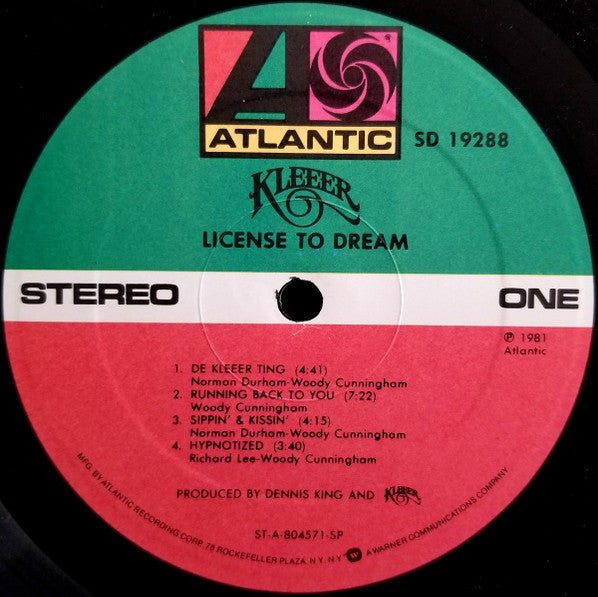 ATLANTIC
SD 19288
KLEEER
LICENSE TO DREAM
STEREO ONE
℗ 1981
Atlantic
1. DE KLEEER TING (4:41)
Norman Durham-Woody Cunningham
2. RUNNING BACK TO YOU (7:22)
Woody Cunningham
3. SIPPIN' & KISSIN' (4:15)
Norman Durham-Woody Cunningham
4. HYPNOTIZED (3:40)
Richard Lee-Woody Cunningham
PRODUCED BY DENNIS KING AND KLEEER
ST-A-804571-SP
MFG. BY ATLANTIC RECORDING CORP. 75 ROCKEFELLER PLAZA, N.Y. N.Y. W A WARNER COMMUNICATIONS COMPANY